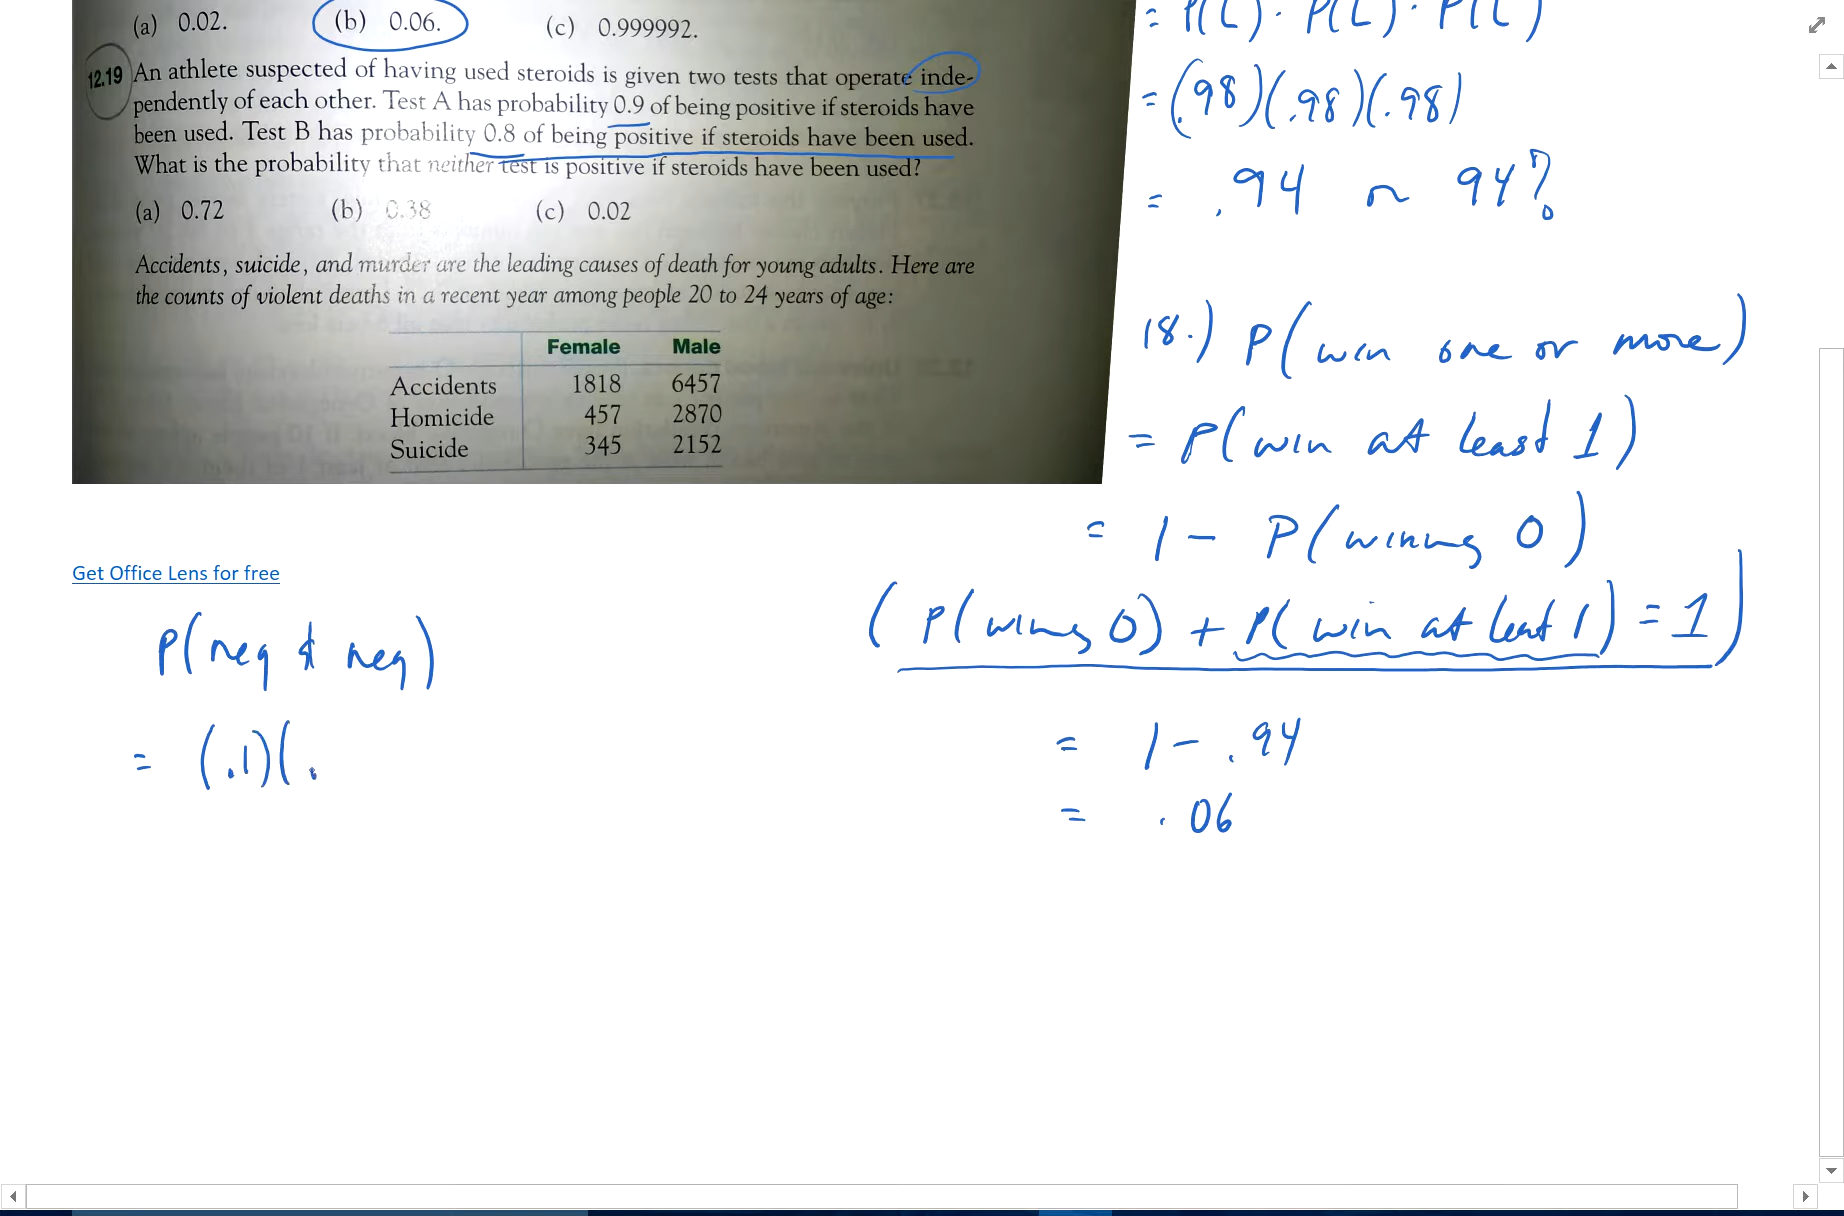 (a) 0.02. (b) 0.06. (c) 0.999992.
12.19 An athlete suspected of having used steroids is given two tests that operate inde-
pendently of each other. Test A has probability 0.9 of being positive if steroids have
been used. Test B has probability 0.8 of being positive if steroids have been used.
What is the probability that neither test is positive if steroids have been used?
(a) 0.72 (b) 0.38 (c) 0.02
Accidents, suicide, and murder are the leading causes of death for young adults. Here are
the counts of violent deaths in a recent year among people 20 to 24 years of age:
Female Male
Accidents 1818 6457
Homicide 457 2870
Suicide 345 2152
Get Office Lens for free
P(neg & neg)
= (.1)(.
= P(L) · P(L) · P(L)
= (.98)(.98)(.98)
= .94 or 94%
18.) P(win one or more)
= P(win at least 1)
= 1 - P(winning 0)
(P(wing 0) + P(win at leat 1) = 1)
= 1 - .94
= .06